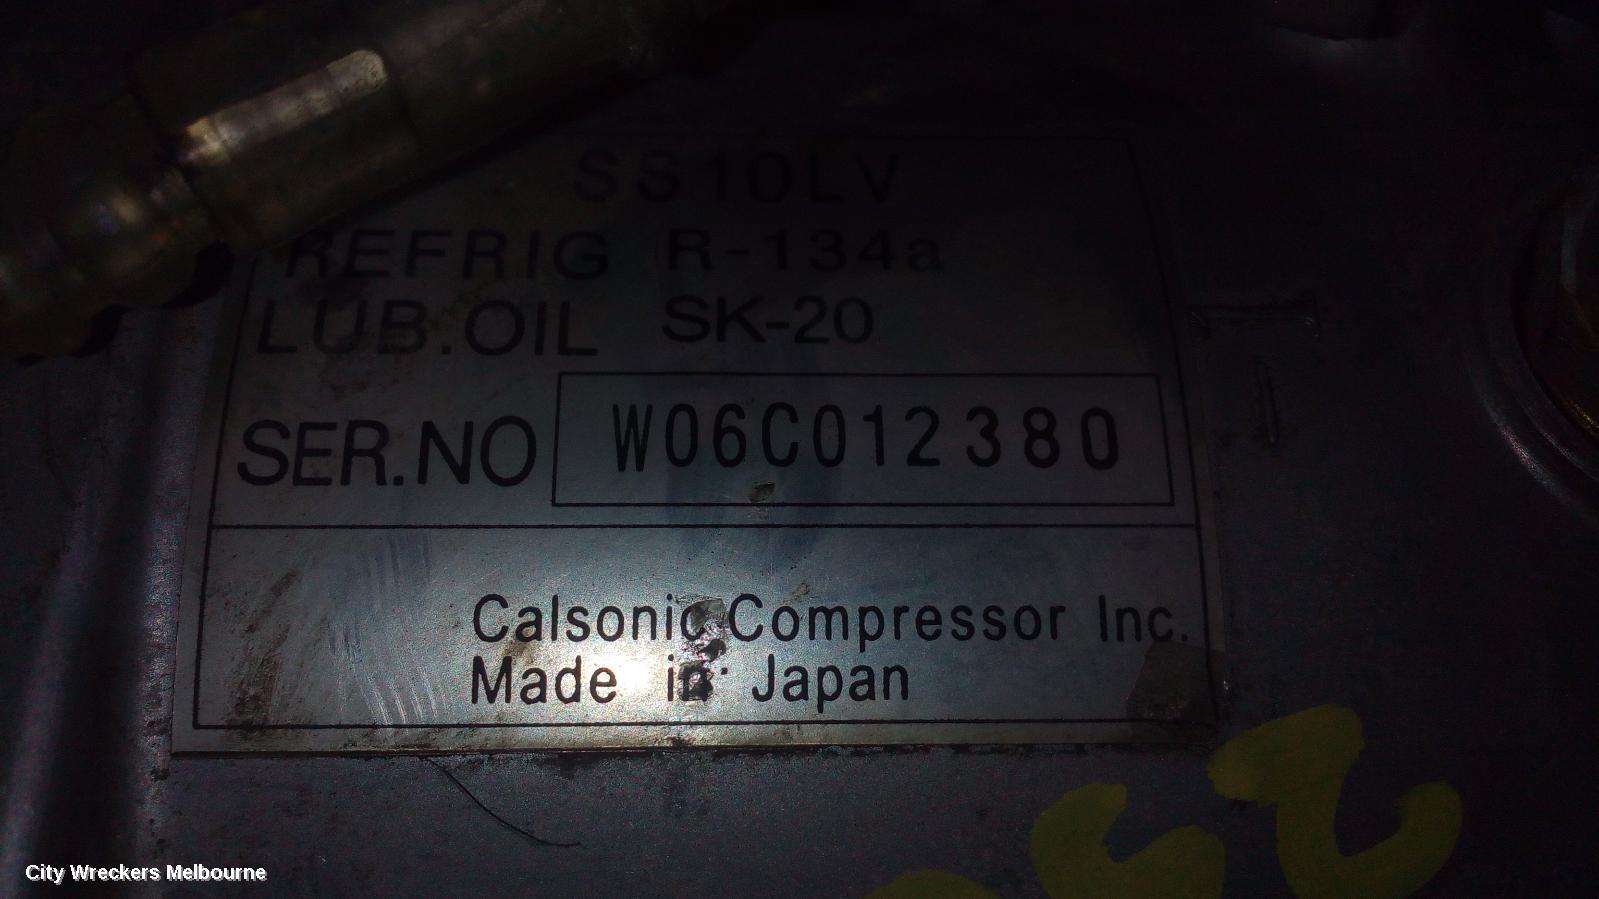 SS10LV
REFRIG R-134a
LUB.OIL SK-20
SER.NO W06C012380
Calsonic Compressor Inc.
Made in Japan
City Wreckers Melbourne